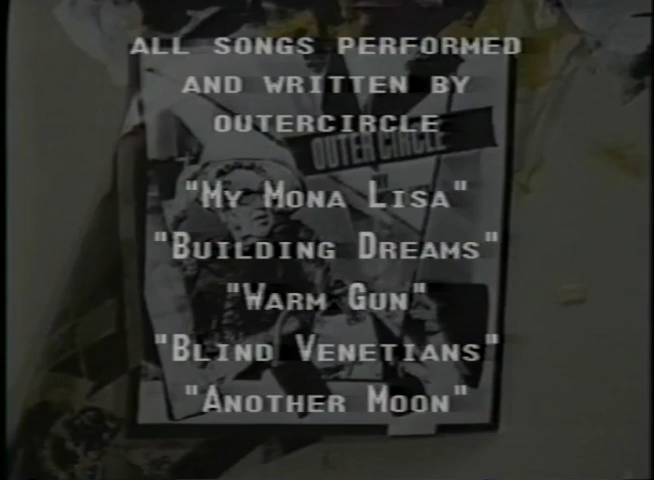 ALL SONGS PERFORMED
AND WRITTEN BY
OUTERCIRCLE
OUTER CIRCLE
"MY MONA LISA"
"BUILDING DREAMS"
"WARM GUN"
"BLIND VENETIANS"
"ANOTHER MOON"